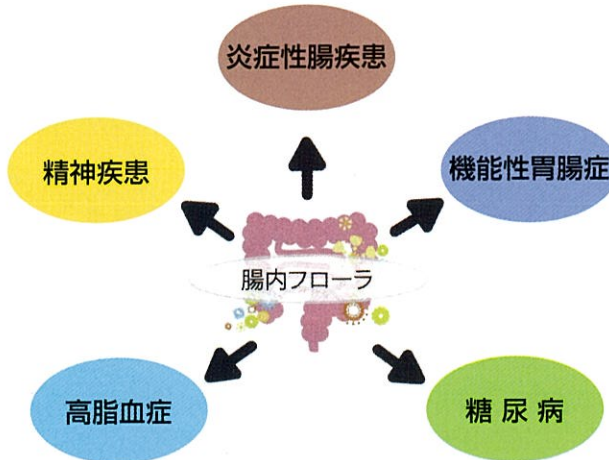 炎症性腸疾患
精神疾患
機能性胃腸症
腸内フローラ
高脂血症
糖尿病